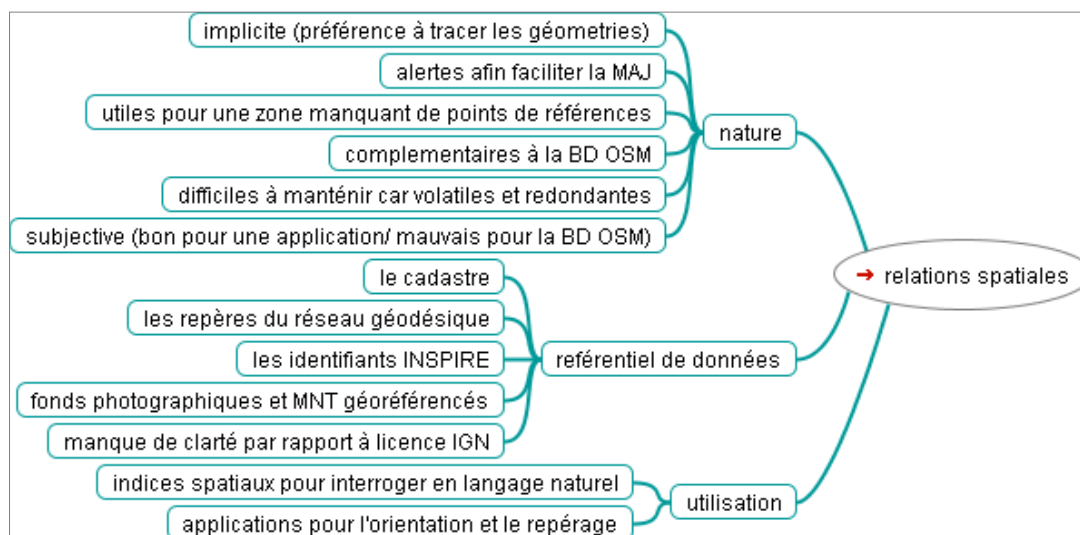 implicite (préférence à tracer les géometries)
alertes afin faciliter la MAJ
utiles pour une zone manquant de points de références
complementaires à la BD OSM
difficiles à manténir car volatiles et redondantes
subjective (bon pour une application/ mauvais pour la BD OSM)
nature
le cadastre
les repères du réseau géodésique
les identifiants INSPIRE
fonds photographiques et MNT géoréférencés
manque de clarté par rapport à licence IGN
reférentiel de données
indices spatiaux pour interroger en langage naturel
applications pour l'orientation et le repérage
utilisation
➔ relations spatiales